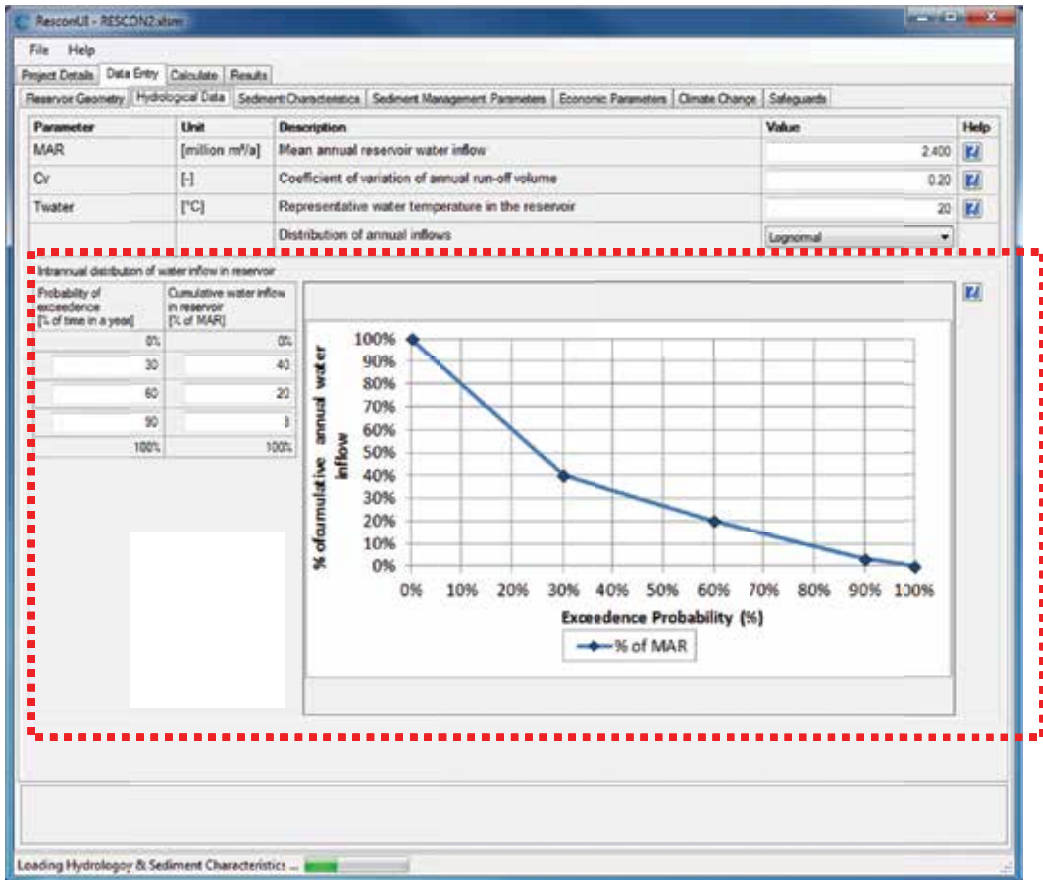 ResconUI - RESCON2.xlsm
File Help
Project Details Data Entry Calculate Results
Reservoir Geometry Hydrological Data Sediment Characteristics Sediment Management Parameters Economic Parameters Climate Change Safeguards
Parameter Unit Description Value Help
MAR [million m³/a] Mean annual reservoir water inflow 2.400
Cv [-] Coefficient of variation of annual run-off volume 0.20
Twater [°C] Representative water temperature in the reservoir 20
Distribution of annual inflows Lognormal
Intrannual distributon of water inflow in reservoir
Probability of
exceedence
[% of time in a year]
Cumulative water inflow
in reservoir
[% of MAR]
0% 0%
30 40
60 20
90
100% 100%
% ofcumulative annual water
inflow
100%
90%
80%
70%
60%
50%
40%
30%
20%
10%
0%
0% 10% 20% 30% 40% 50% 60% 70% 80% 90% 100%
Exceedence Probability (%)
% of MAR
Loading Hydrologoy & Sediment Characteristics ...